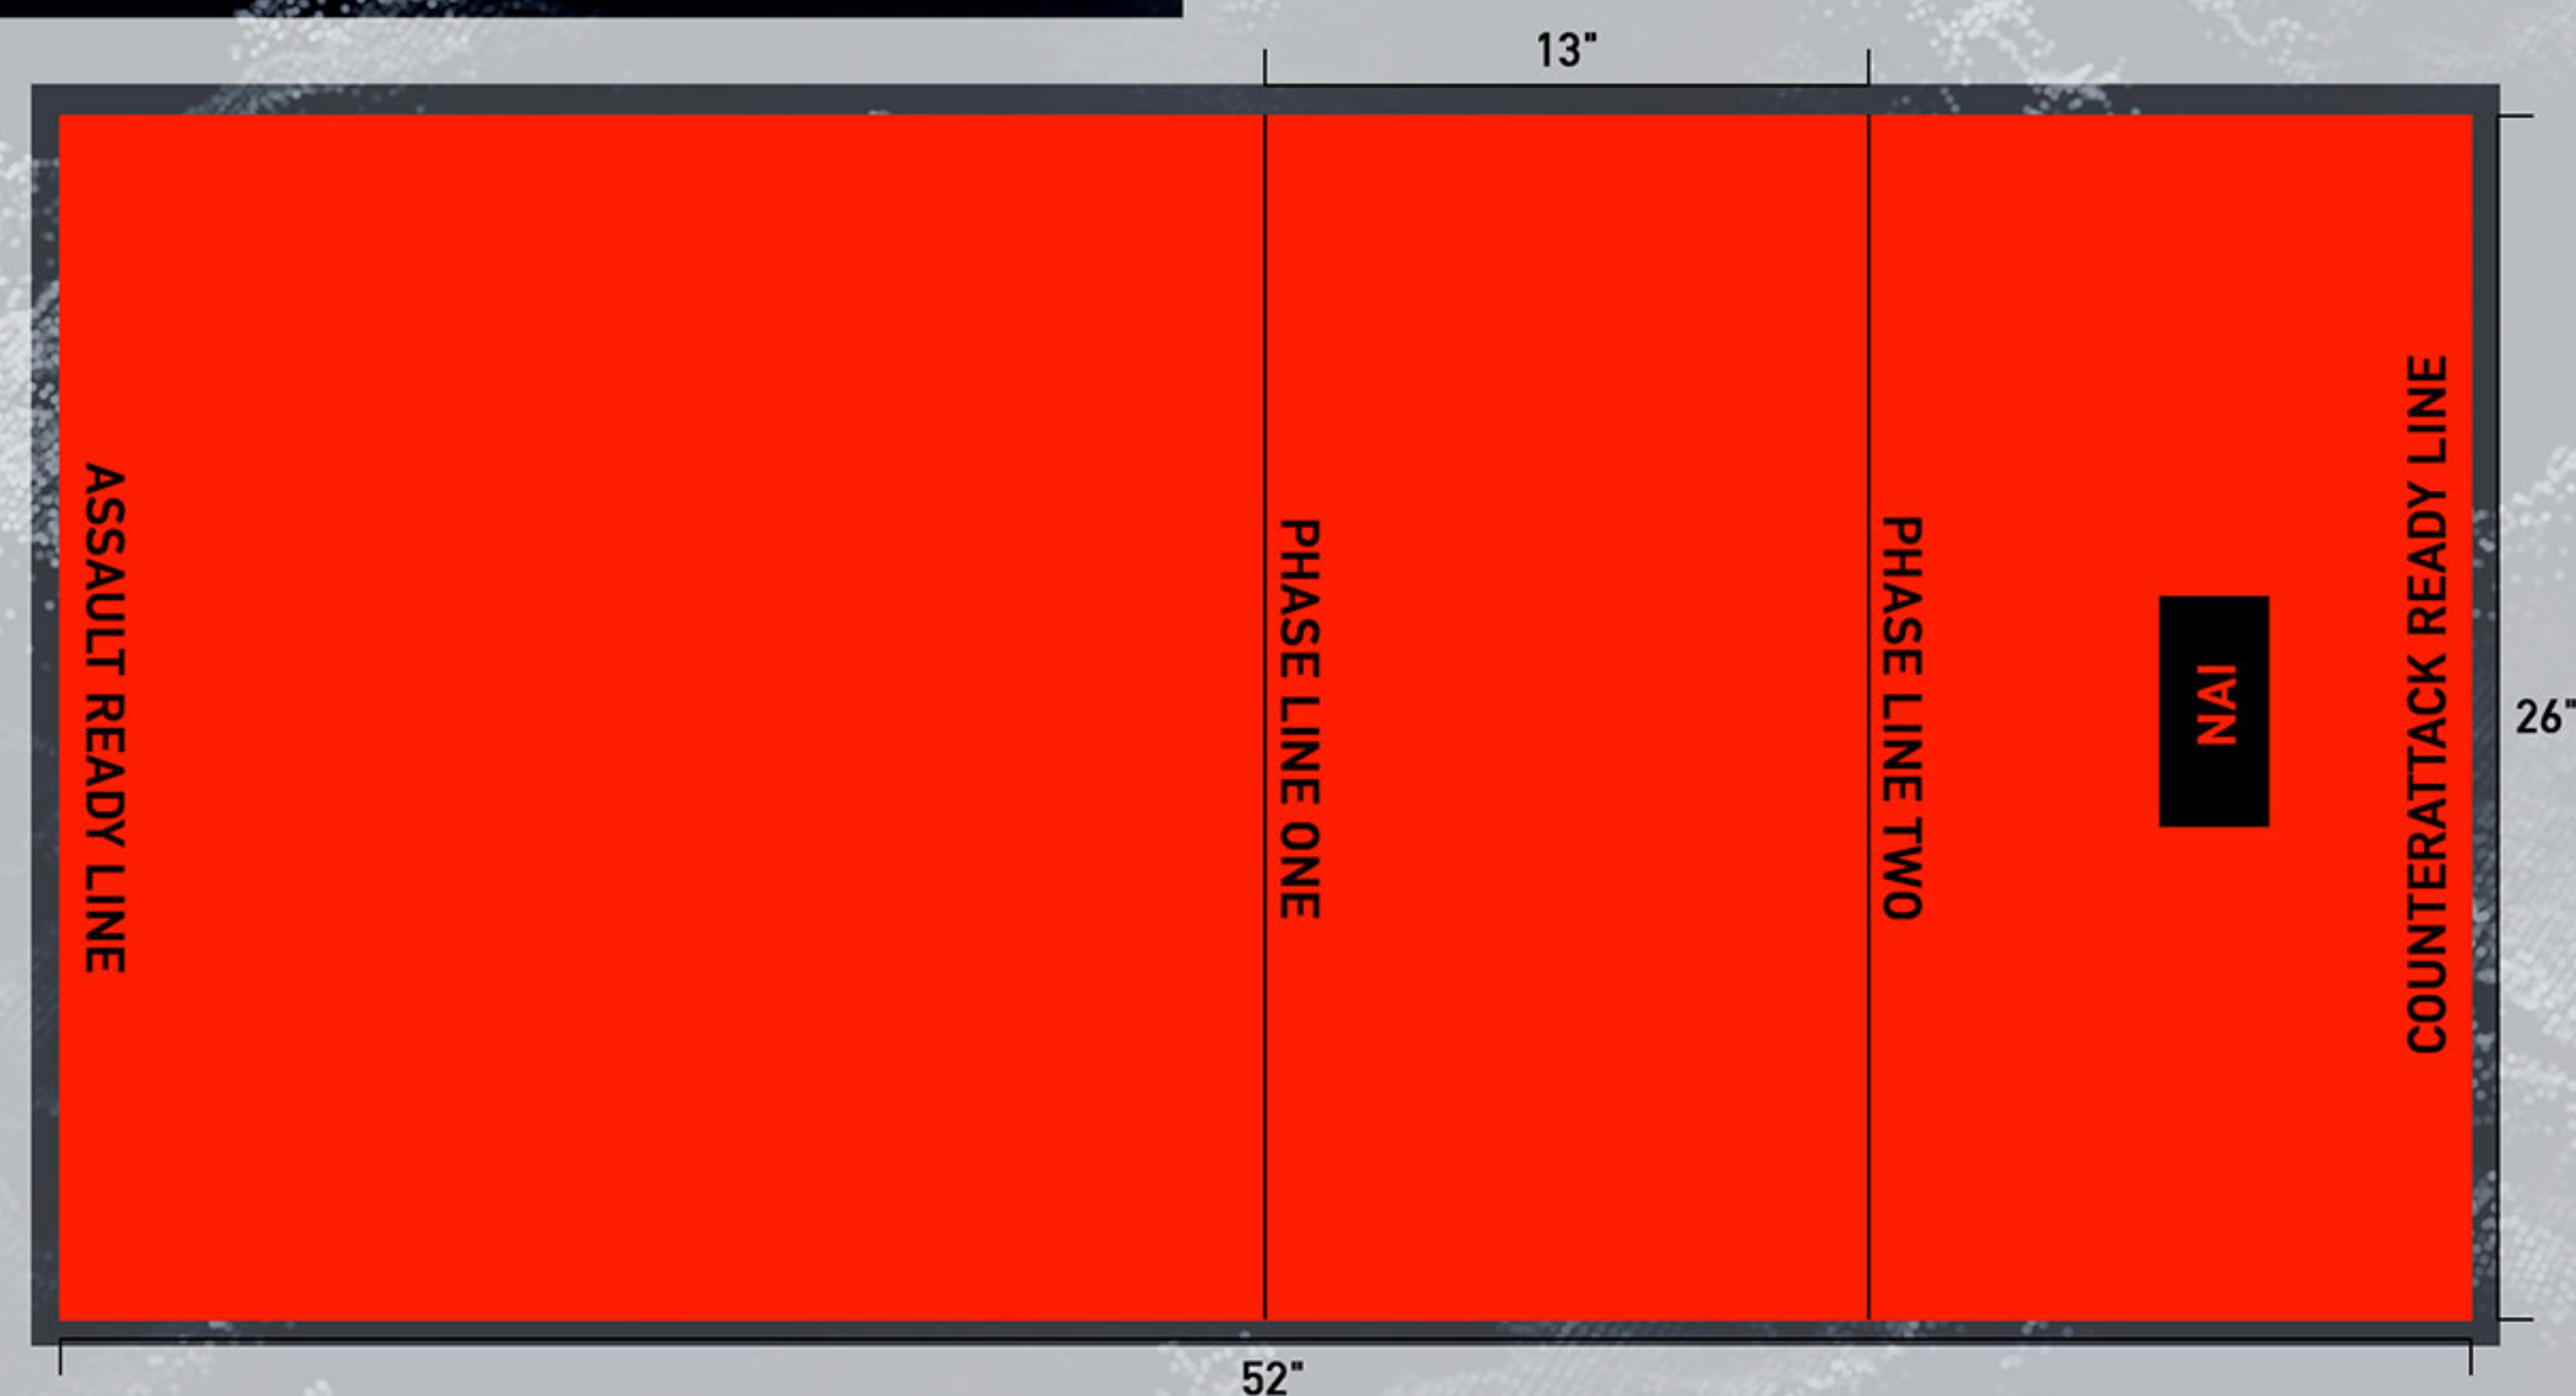 13"
ASSAULT READY LINE
PHASE LINE ONE
PHASE LINE TWO
NAI
COUNTERATTACK READY LINE
26"
52"